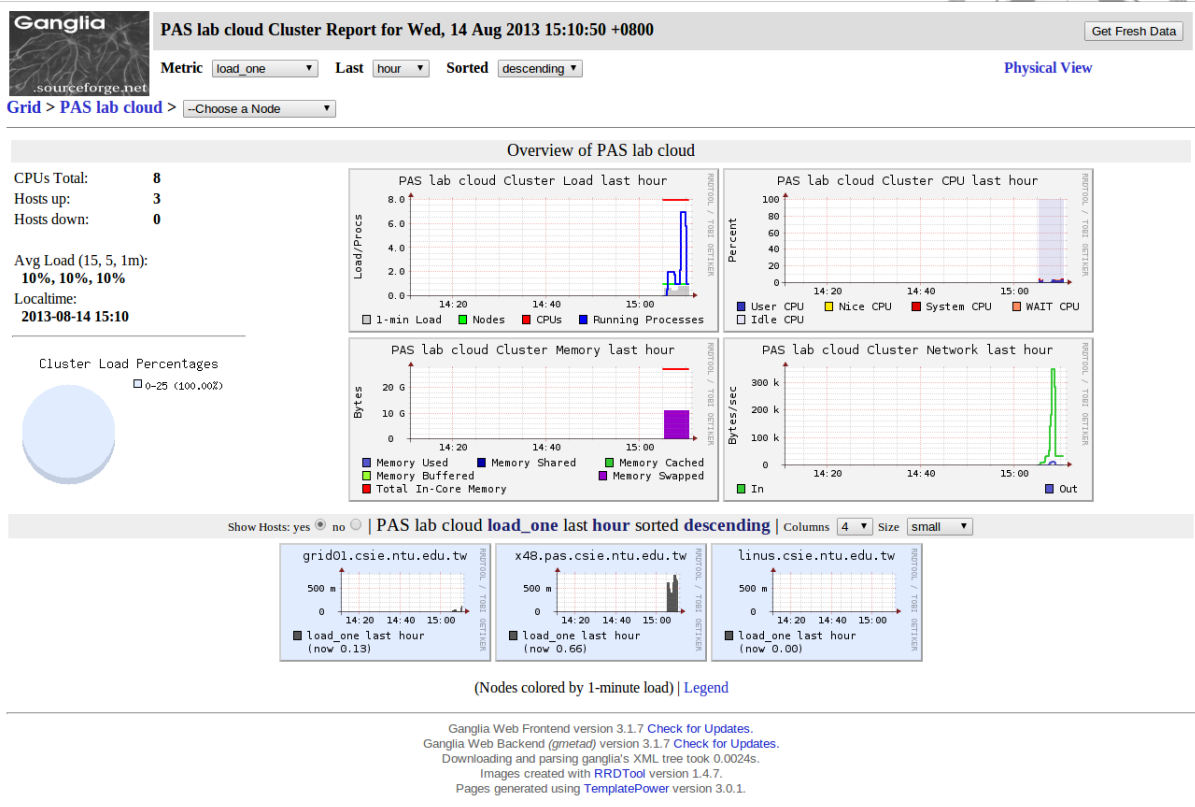 Ganglia
.sourceforge.net
PAS lab cloud Cluster Report for Wed, 14 Aug 2013 15:10:50 +0800
Get Fresh Data
Metric load_one Last hour Sorted descending
Physical View
Grid > PAS lab cloud > --Choose a Node
Overview of PAS lab cloud
CPUs Total: 8
Hosts up: 3
Hosts down: 0
Avg Load (15, 5, 1m):
10%, 10%, 10%
Localtime:
2013-08-14 15:10
Cluster Load Percentages
0-25 (100.00%)
PAS lab cloud Cluster Load last hour
RRDTOOL / TOBI OETIKER
Load/Procs
8.0
6.0
4.0
2.0
0.0
14:20 14:40 15:00
1-min Load Nodes CPUs Running Processes
PAS lab cloud Cluster CPU last hour
RRDTOOL / TOBI OETIKER
Percent
100
80
60
40
20
0
14:20 14:40 15:00
User CPU Nice CPU System CPU WAIT CPU
Idle CPU
PAS lab cloud Cluster Memory last hour
RRDTOOL / TOBI OETIKER
Bytes
20 G
10 G
0
14:20 14:40 15:00
Memory Used Memory Shared Memory Cached
Memory Buffered Memory Swapped
Total In-Core Memory
PAS lab cloud Cluster Network last hour
RRDTOOL / TOBI OETIKER
Bytes/sec
300 k
200 k
100 k
0
14:20 14:40 15:00
In Out
Show Hosts: yes no | PAS lab cloud load_one last hour sorted descending | Columns 4 Size small
grid01.csie.ntu.edu.tw
RRDTOOL / TOBI OETIKER
500 m
0
14:20 14:40 15:00
load_one last hour
(now 0.13)
x48.pas.csie.ntu.edu.tw
RRDTOOL / TOBI OETIKER
500 m
0
14:20 14:40 15:00
load_one last hour
(now 0.66)
linus.csie.ntu.edu.tw
RRDTOOL / TOBI OETIKER
500 m
0
14:20 14:40 15:00
load_one last hour
(now 0.00)
(Nodes colored by 1-minute load) | Legend
Ganglia Web Frontend version 3.1.7 Check for Updates.
Ganglia Web Backend (gmetad) version 3.1.7 Check for Updates.
Downloading and parsing ganglia's XML tree took 0.0024s.
Images created with RRDTool version 1.4.7.
Pages generated using TemplatePower version 3.0.1.